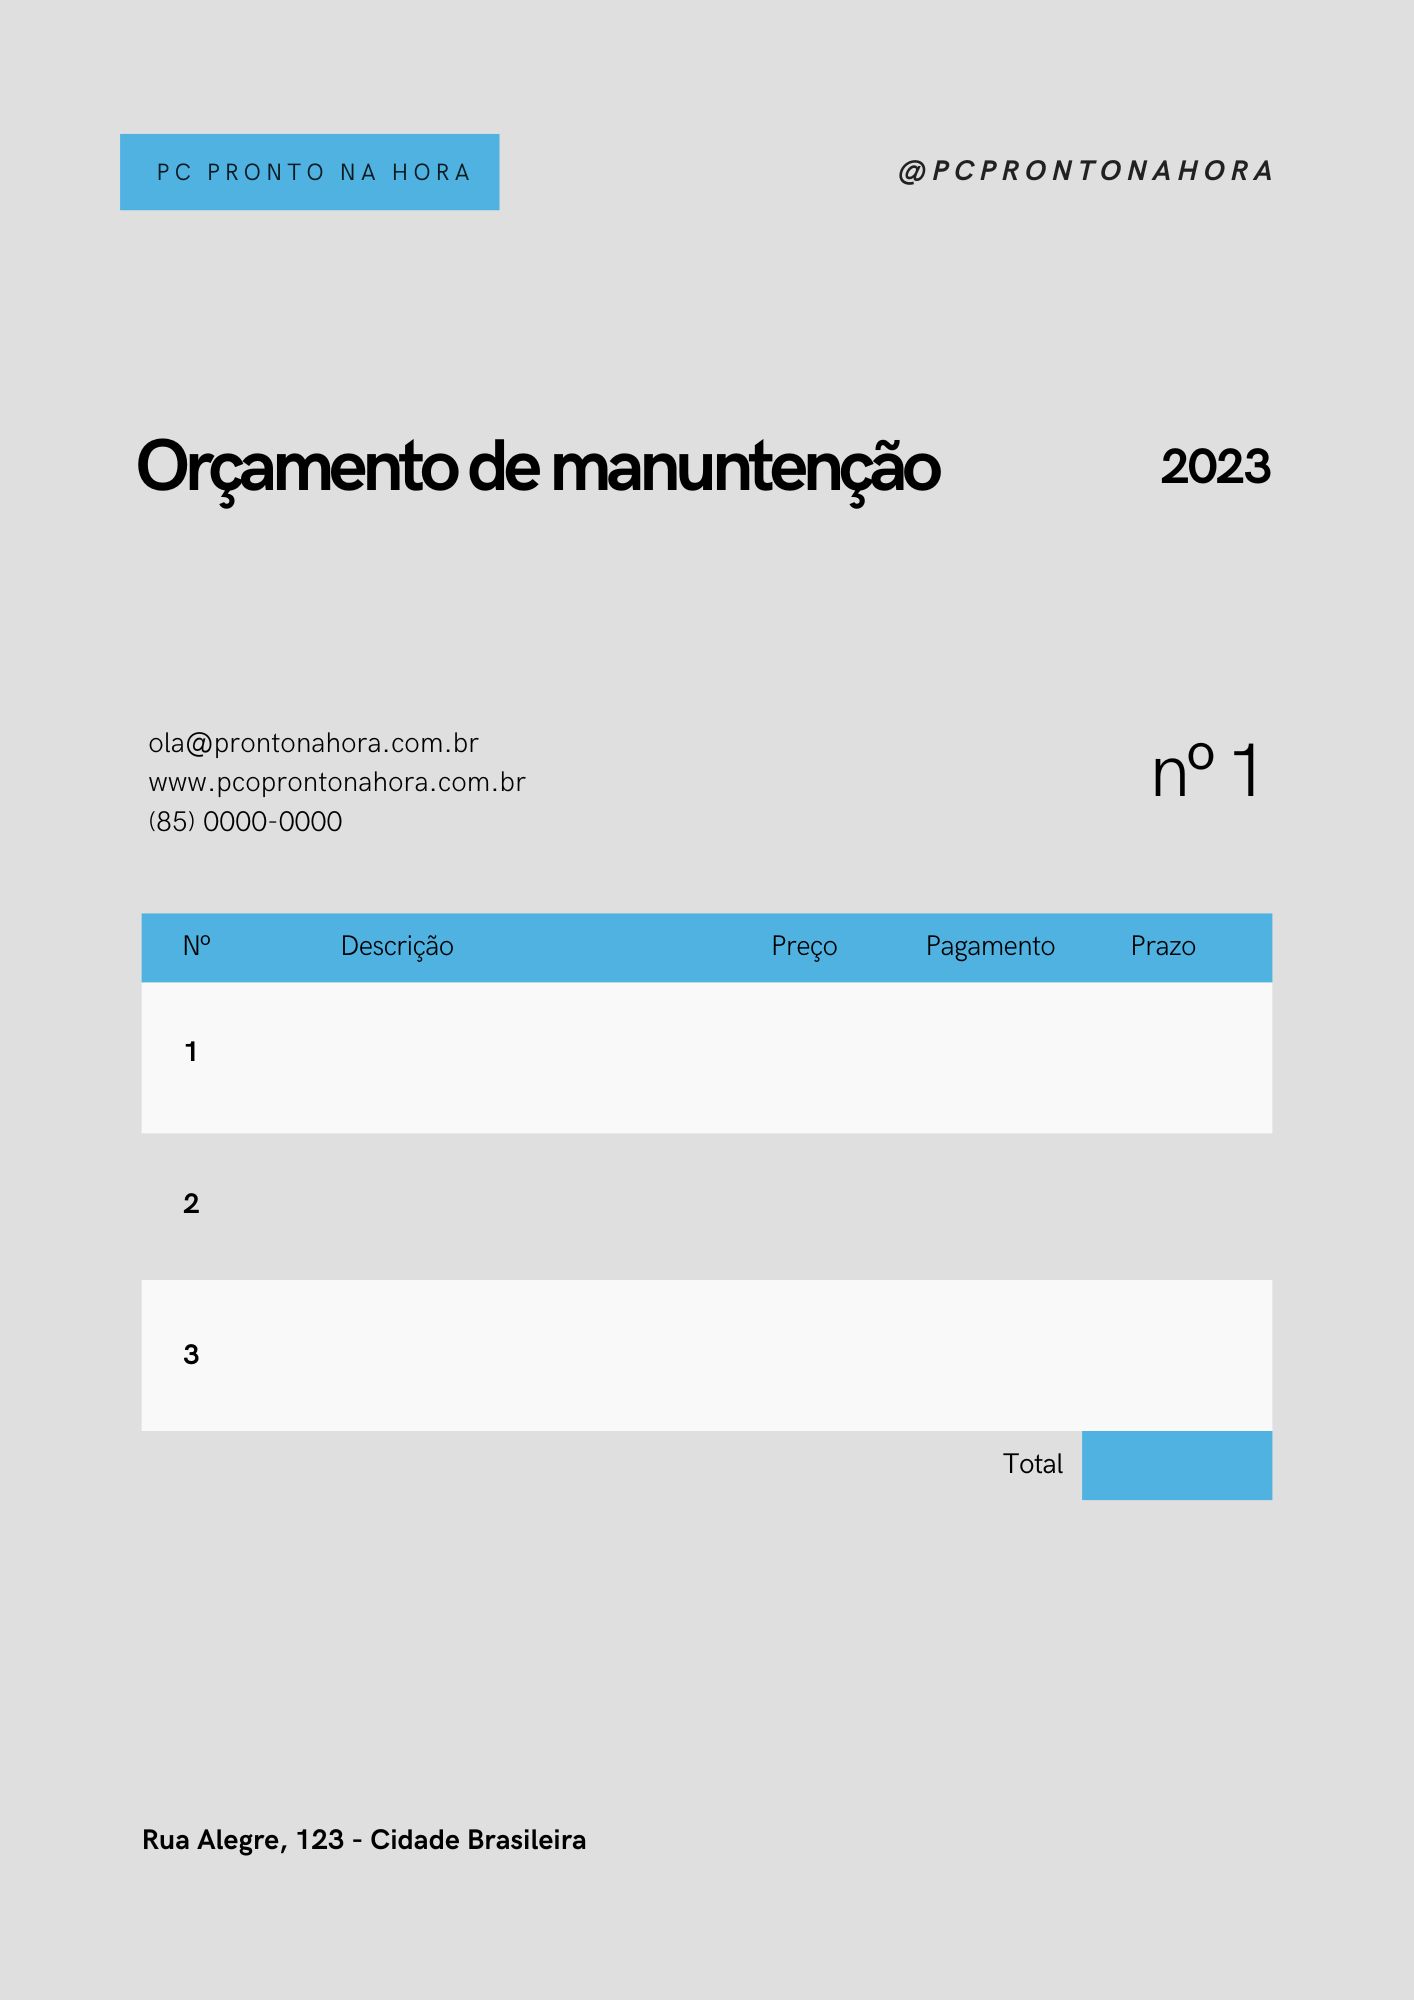 PC PRONTO NA HORA
@PCPRONTONAHORA
Orçamento de manuntenção
2023
ola@prontonahora.com.br
www.pcoprontonahora.com.br
(85) 0000-0000
nº 1
Nº Descrição Preço Pagamento Prazo
1
2
3
Total
Rua Alegre, 123 - Cidade Brasileira